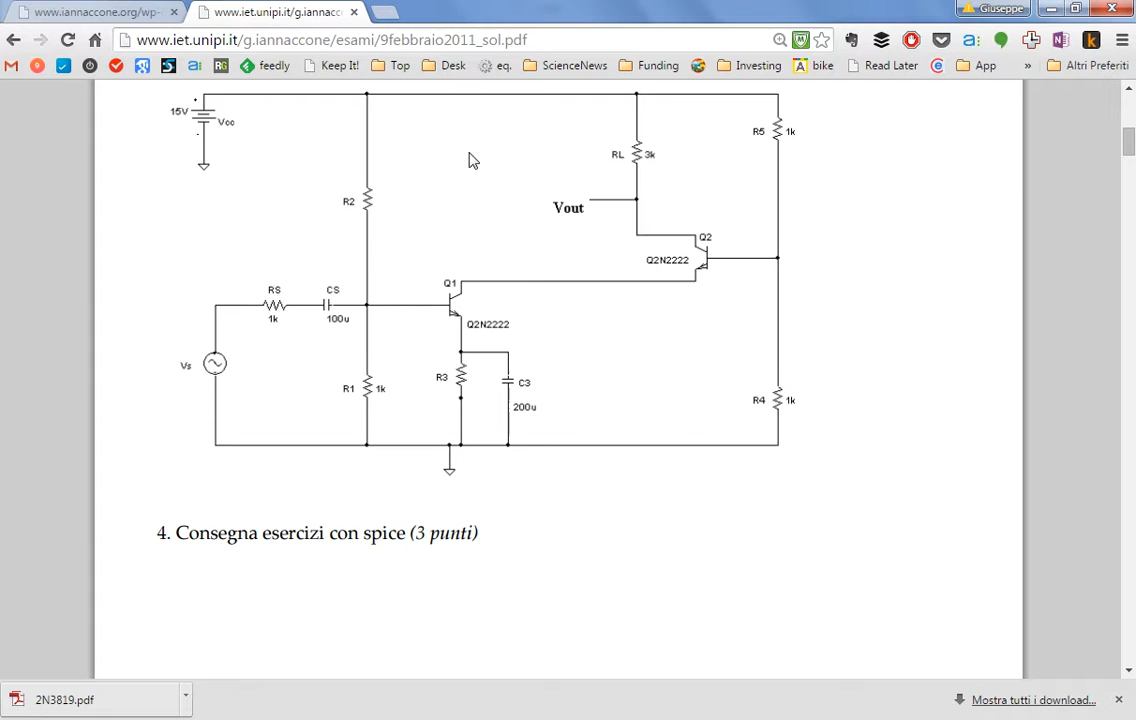 www.iannaccone.org/wp-
www.iet.unipi.it/g.iannacc
Giuseppe
www.iet.unipi.it/g.iannaccone/esami/9febbraio2011_sol.pdf
feedly Keep It! Top Desk eq. ScienceNews Funding Investing bike Read Later App » Altri Preferiti
15V Vcc
R5 1k
RL 3k
R2
Vout
Q2
Q2N2222
Q1
RS CS
1k 100u
Q2N2222
Vs
R3 C3
R1 1k
200u
R4 1k
4. Consegna esercizi con spice (3 punti)
2N3819.pdf
Mostra tutti i download...